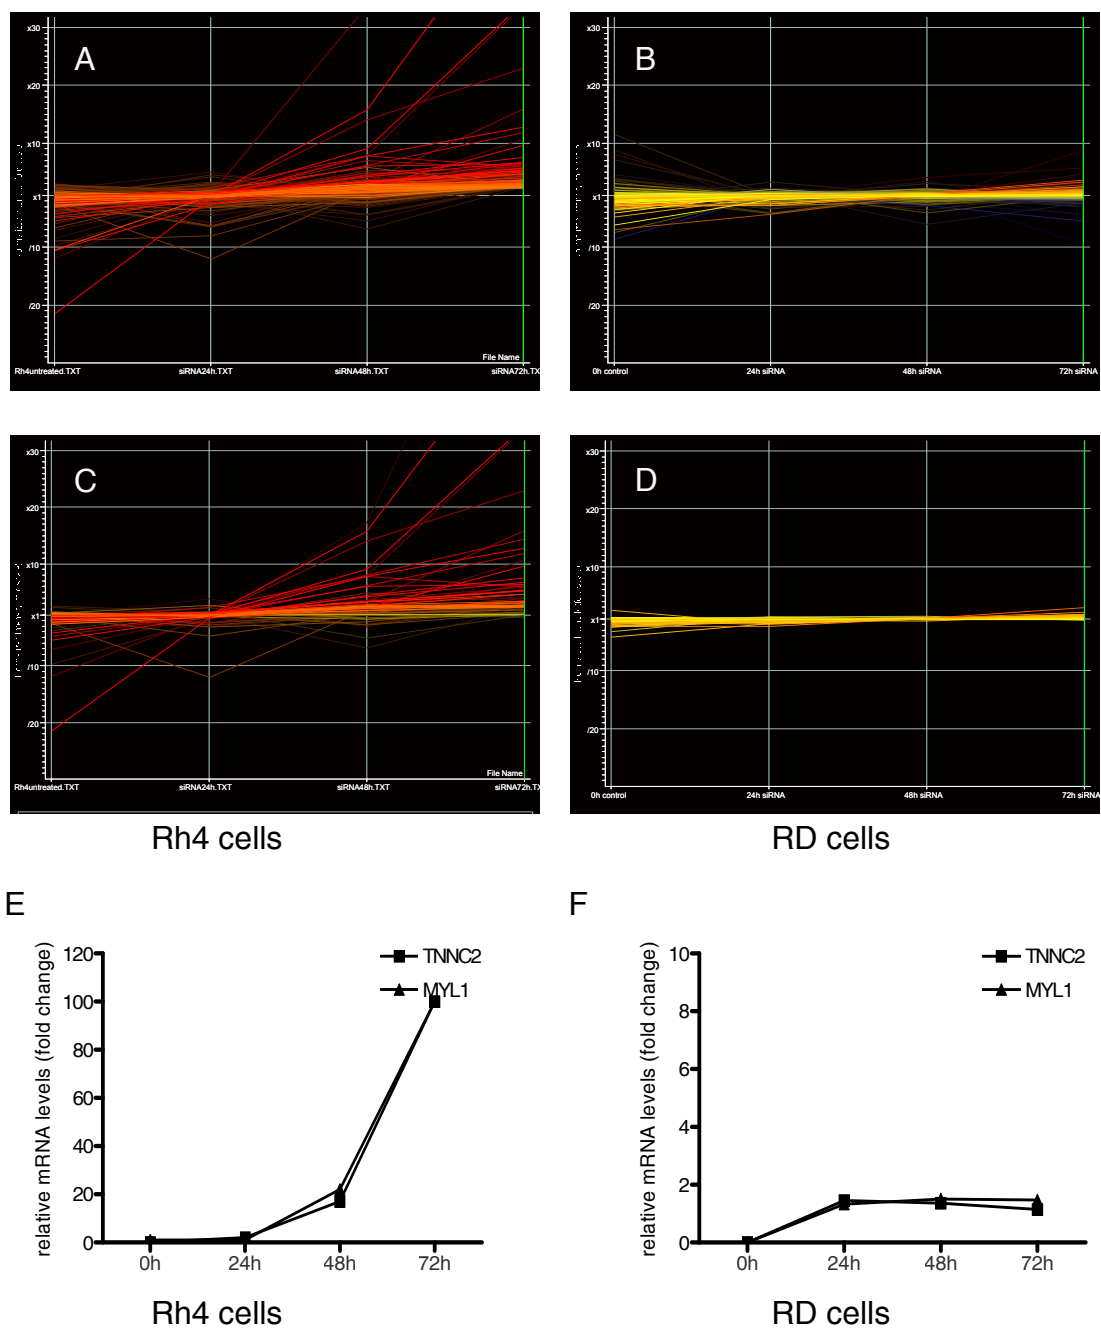 A
x30
x20
x10
x1
/10
/20
File Name
Rh4untreated.TXT
siRNA24h.TXT
siRNA48h.TXT
siRNA72h.TX
B
x30
x20
x10
x1
/10
/20
0h control
24h siRNA
48h siRNA
72h siRNA
C
x30
x20
x10
x1
/10
/20
File Name
Rh4untreated.TXT
siRNA24h.TXT
siRNA48h.TXT
siRNA72h.TX
D
x30
x20
x10
x1
/10
/20
0h control
24h siRNA
48h siRNA
72h siRNA
Rh4 cells
RD cells
E
relative mRNA levels (fold change)
120
100
80
60
40
20
0
TNNC2
MYL1
0h
24h
48h
72h
Rh4 cells
F
relative mRNA levels (fold change)
10
8
6
4
2
0
TNNC2
MYL1
0h
24h
48h
72h
RD cells